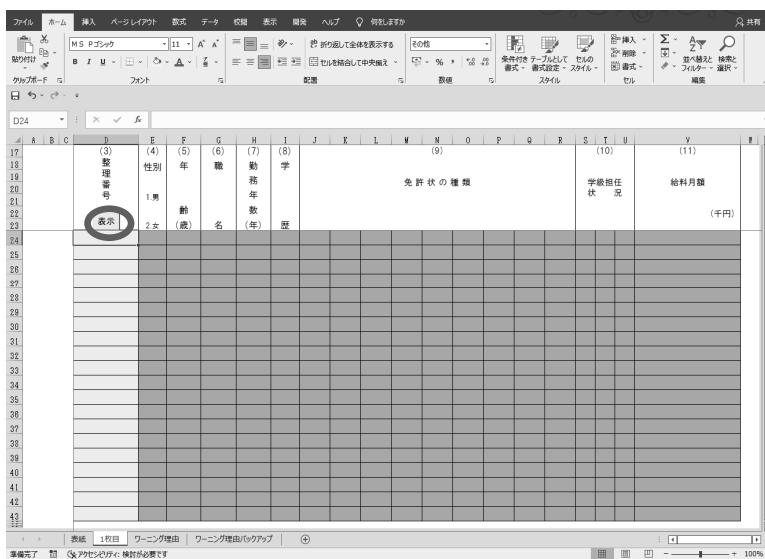 ファイル ホーム 挿入 ページレイアウト 数式 データ 校閲 表示 開発 ヘルプ 何をしますか 共有
貼り付け MS Pゴシック 11 折り返して全体を表示する その他 条件付き書式 テーブルとして書式設定 セルのスタイル 挿入 並べ替えとフィルター 検索と選択
B I U セルを結合して中央揃え % 削除
書式
クリップボード フォント 配置 数値 スタイル セル 編集
D24 fx
A B C D E F G H I J K L M N O P Q R S T U V W
17 (3) (4) (5) (6) (7) (8) (9) (10) (11)
18 整理番号 性別 年齢(歳) 職名 勤務年数(年) 学歴
19
20 免許状の種類 学級担任状況 給料月額
21 1.男
22 (千円)
23 表示 2.女
24
25
26
27
28
29
30
31
32
33
34
35
36
37
38
39
40
41
42
43
表紙 1枚目 ワーニング理由 ワーニング理由バックアップ
準備完了 アクセシビリティ: 検討が必要です 100%